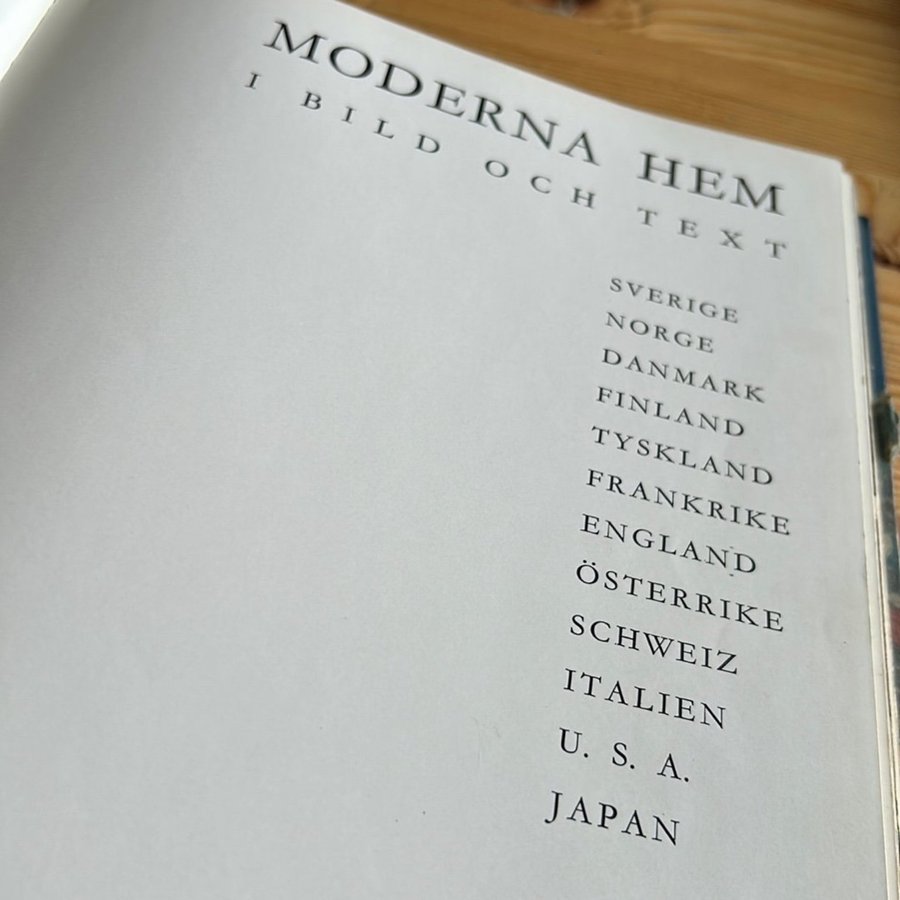 MODERNA HEM
I BILD OCH TEXT
SVERIGE
NORGE
DANMARK
FINLAND
TYSKLAND
FRANKRIKE
ENGLAND
ÖSTERRIKE
SCHWEIZ
ITALIEN
U. S. A.
JAPAN